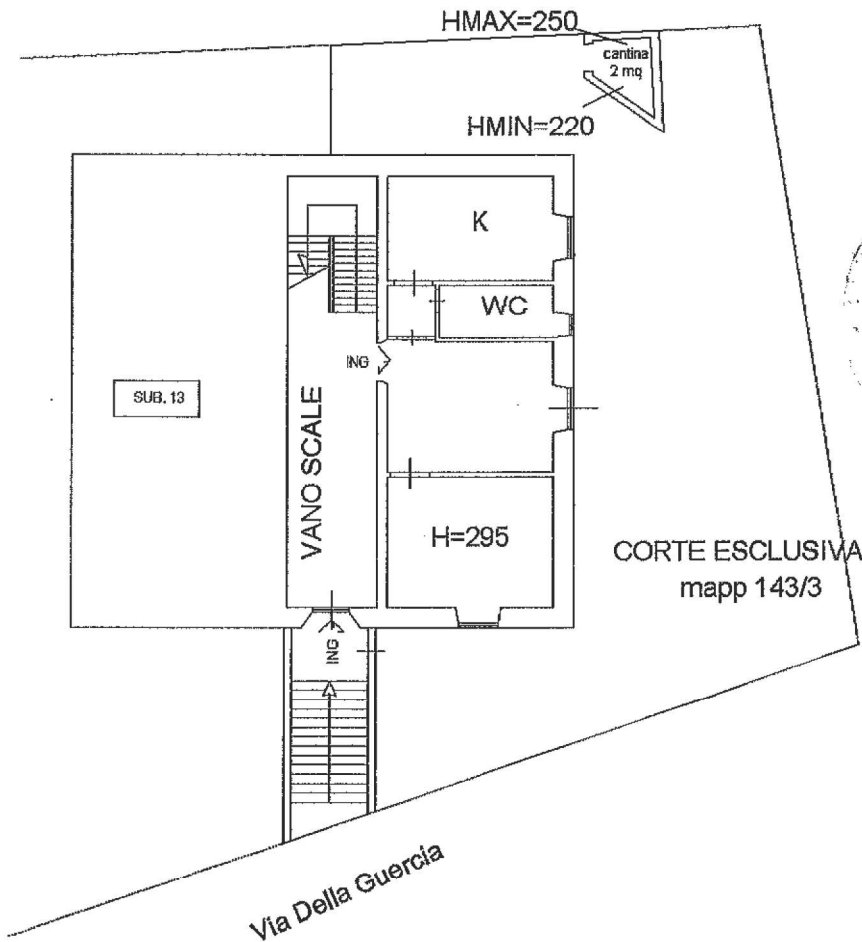 HMAX=250
cantina
2 mq
HMIN=220
K
WC
ING
SUB. 13
VANO SCALE
H=295
CORTE ESCLUSIVA
mapp 143/3
ING
Via Della Guercia